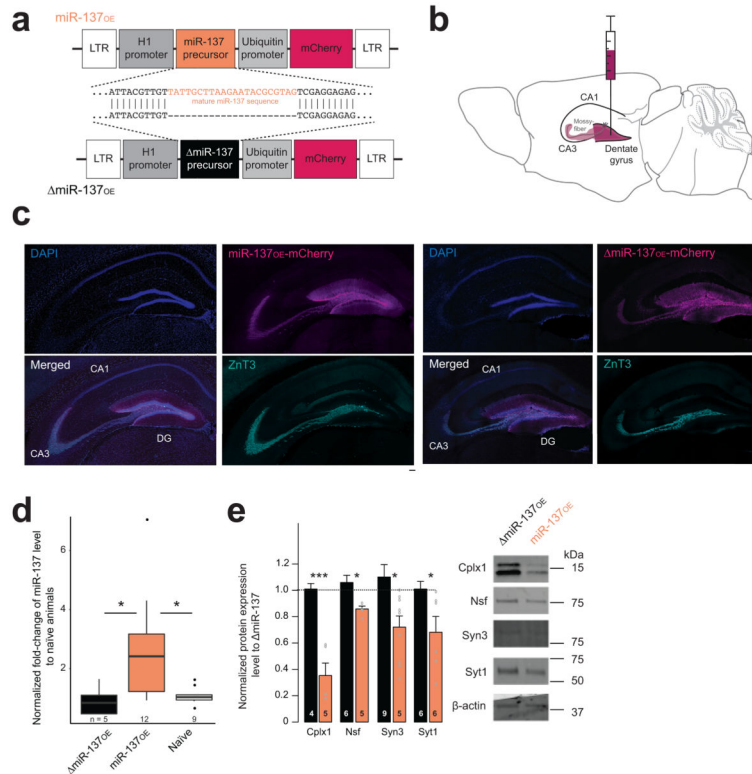 a
miR-137OE
LTR
H1 promoter
miR-137 precursor
Ubiquitin promoter
mCherry
LTR
...ATTACGTTGTTATTGCTTAAGAATACGCGTAGTCGAGGAGAG...
mature miR-137 sequence
...ATTACGTTGT----------------------TCGAGGAGAG...
LTR
H1 promoter
ΔmiR-137 precursor
Ubiquitin promoter
mCherry
LTR
ΔmiR-137OE
b
CA1
Mossy-fiber
CA3
Dentate gyrus
c
DAPI
miR-137OE-mCherry
Merged
CA1
CA3
DG
ZnT3
DAPI
ΔmiR-137OE-mCherry
Merged
CA1
CA3
DG
ZnT3
d
Normalized fold-change of miR-137 level
to naïve animals
6
4
2
*
*
n = 5
12
9
ΔmiR-137OE
miR-137OE
Naïve
e
Normalized protein expression
level to ΔmiR-137
1.2
1.0
0.8
0.6
0.4
0.2
0
***
*
*
*
4
5
6
5
9
5
6
6
Cplx1
Nsf
Syn3
Syt1
ΔmiR-137OE
miR-137OE
kDa
Cplx1
15
Nsf
75
Syn3
75
Syt1
75
50
β-actin
37